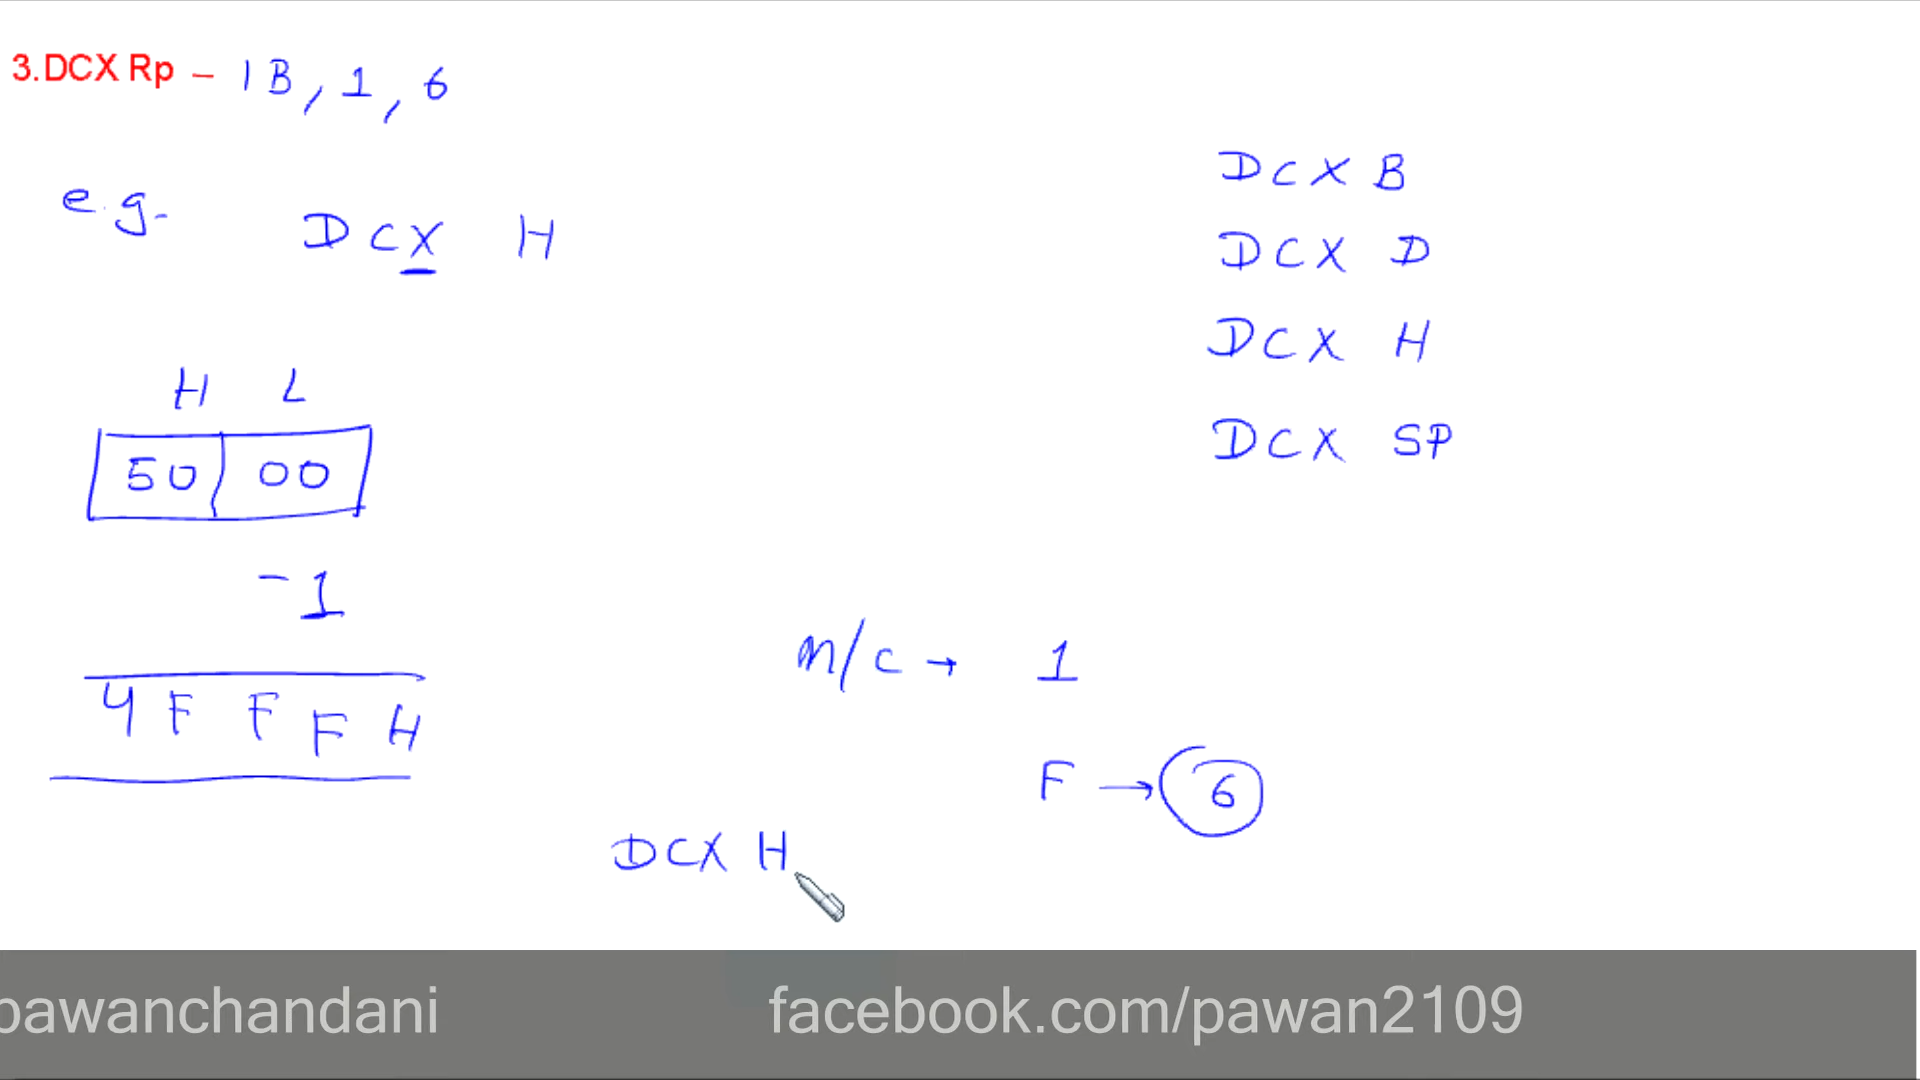 3.DCX Rp – 1B, 1, 6
e.g. DCX H
DCX B
DCX D
DCX H
DCX SP
H L
50 00
-1
4FFFH
M/C → 1
F → 6
DCX H
pawanchandani
facebook.com/pawan2109